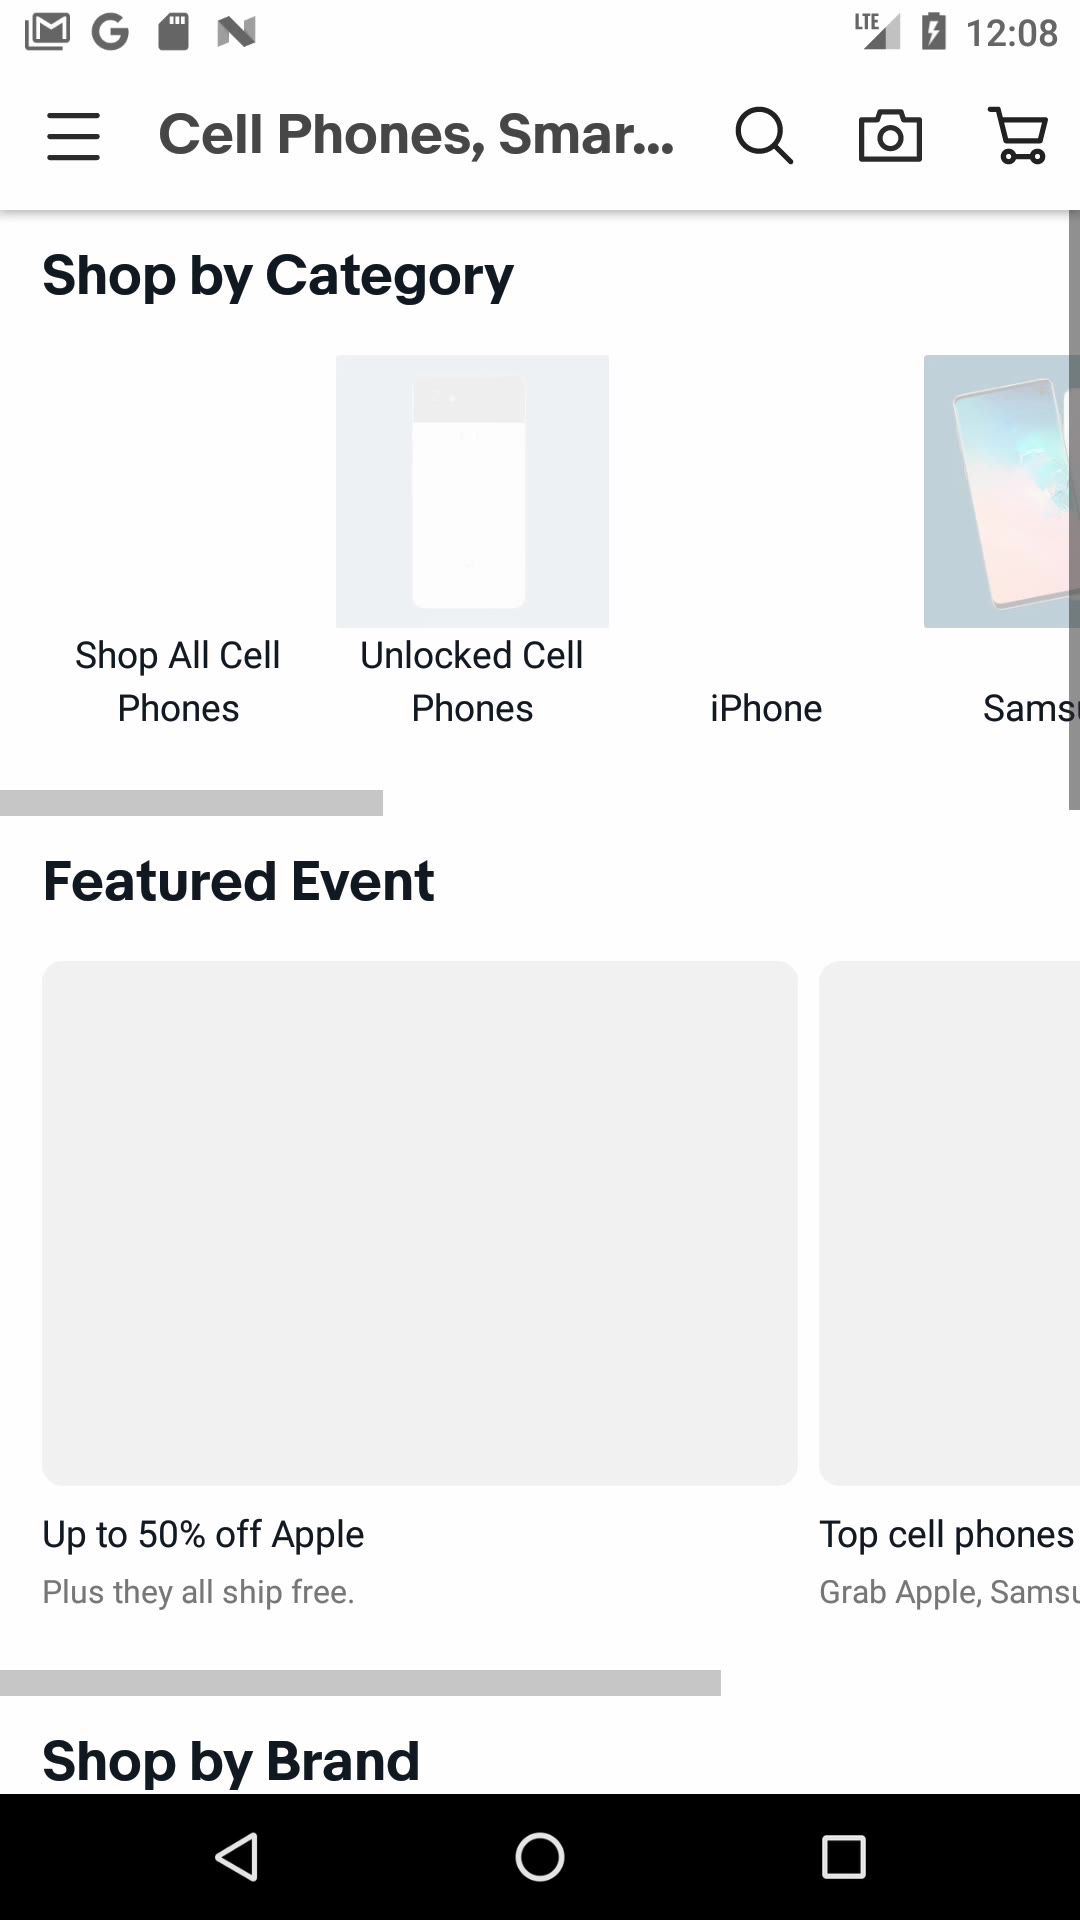 LTE 12:08
Cell Phones, Smar...
Shop by Category
Shop All Cell
Phones
Unlocked Cell
Phones
iPhone
Sams
Featured Event
Up to 50% off Apple
Plus they all ship free.
Top cell phones
Grab Apple, Sams
Shop by Brand